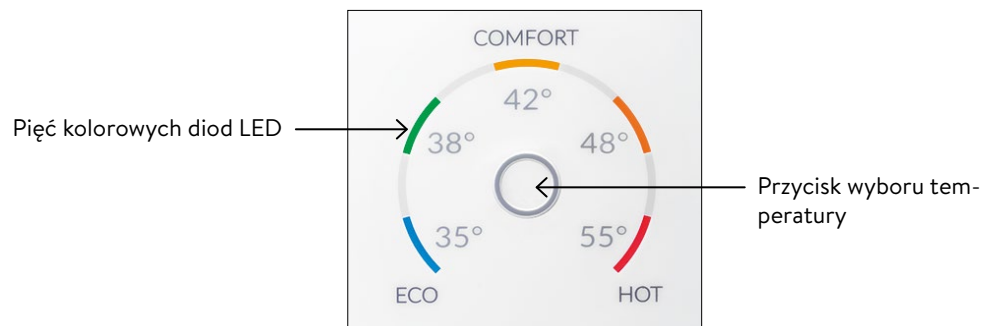 COMFORT
42°
Pięć kolorowych diod LED
38°
48°
Przycisk wyboru tem-
peratury
35°
55°
ECO
HOT